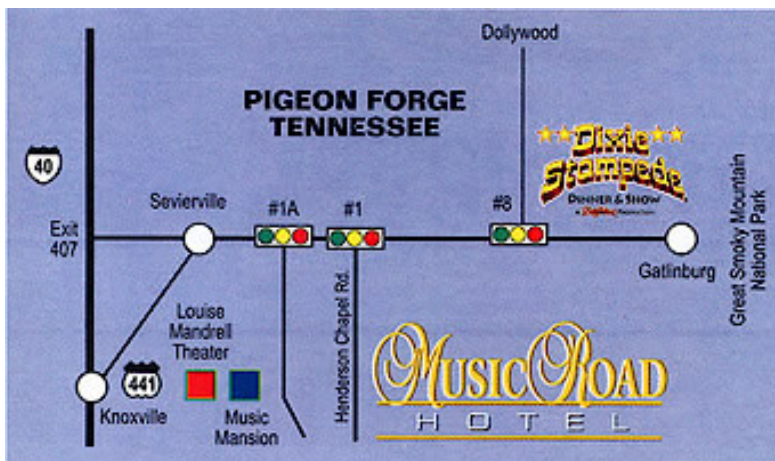 Dollywood
PIGEON FORGE
TENNESSEE
40
Dixie
Stampede
DINNER & SHOW
Sevierville
#1A
#1
#8
Exit
407
Gatlinburg
Great Smoky Mountain
National Park
Louise
Mandrell
Theater
Henderson Chapel Rd.
441
Knoxville
Music
Mansion
MUSIC ROAD
HOTEL